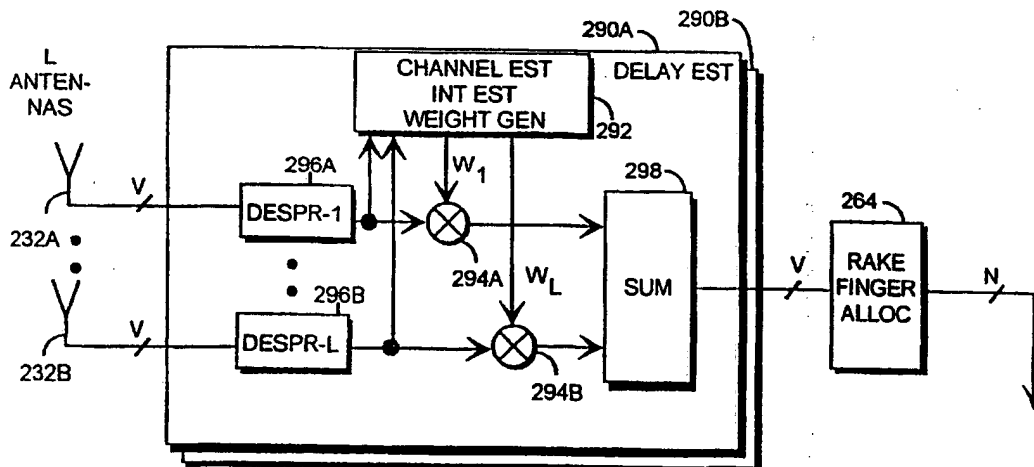 290A
290B
L
ANTEN-
NAS
CHANNEL EST
INT EST
WEIGHT GEN
292
DELAY EST
V
296A
DESPR-1
W1
294A
232A
298
SUM
264
RAKE
FINGER
ALLOC
V
N
WL
296B
DESPR-L
V
232B
294B